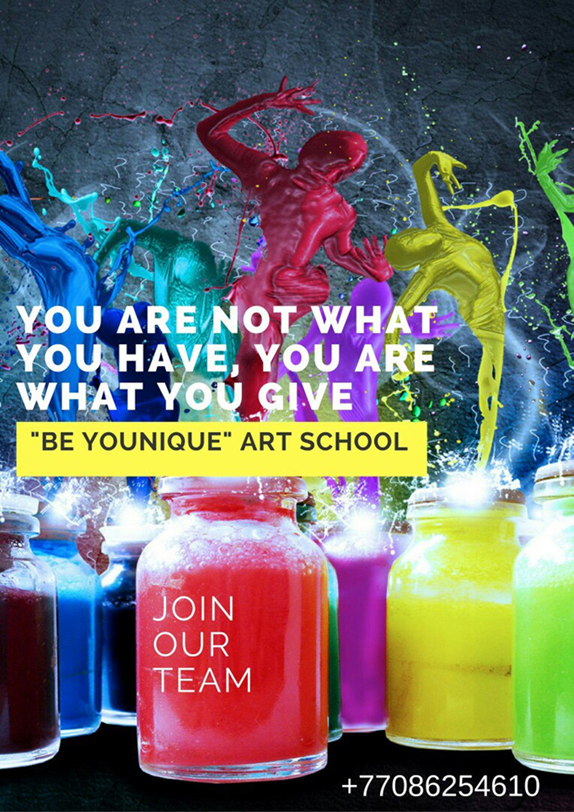 YOU ARE NOT WHAT
YOU HAVE, YOU ARE
WHAT YOU GIVE
"BE YOUNIQUE" ART SCHOOL
JOIN
OUR
TEAM
+77086254610